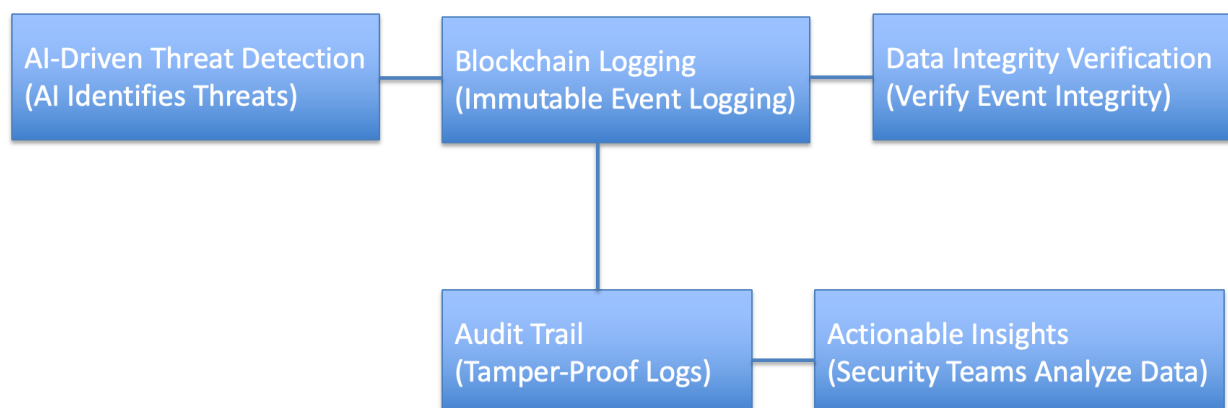 AI-Driven Threat Detection
(AI Identifies Threats)
Blockchain Logging
(Immutable Event Logging)
Data Integrity Verification
(Verify Event Integrity)
Audit Trail
(Tamper-Proof Logs)
Actionable Insights
(Security Teams Analyze Data)